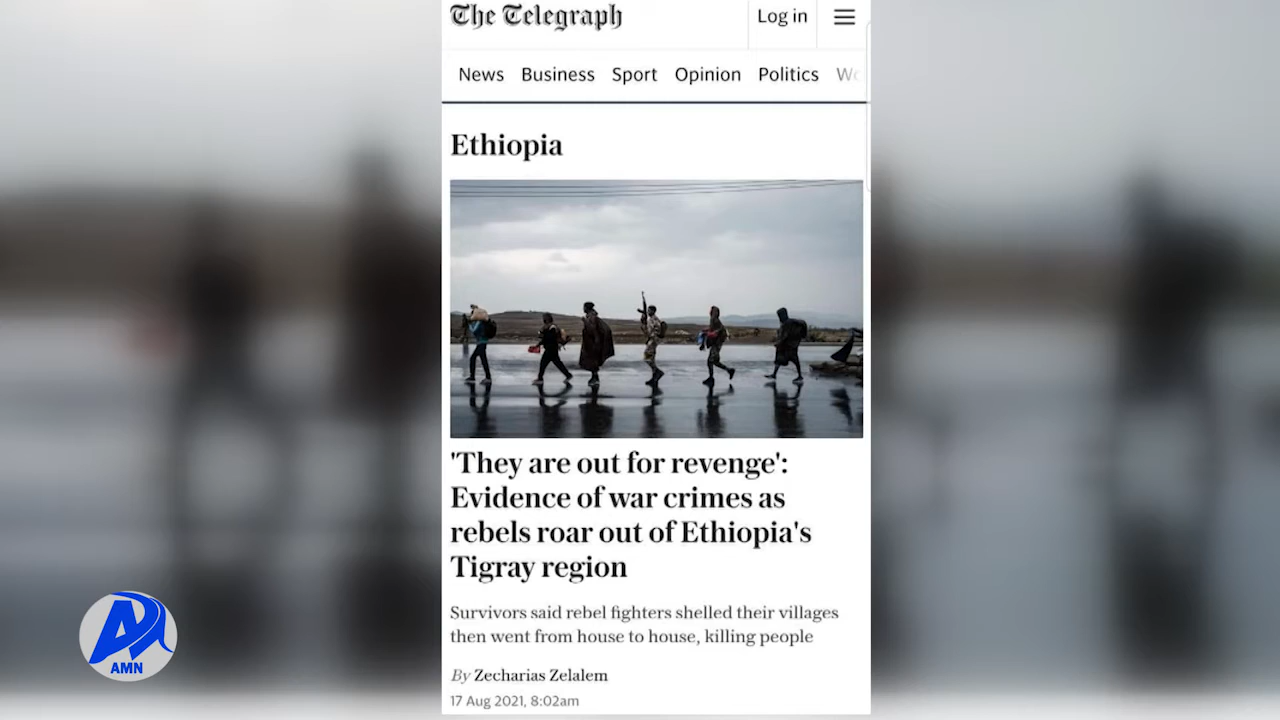 The Telegraph
Log in
News Business Sport Opinion Politics
Ethiopia
'They are out for revenge':
Evidence of war crimes as
rebels roar out of Ethiopia's
Tigray region
Survivors said rebel fighters shelled their villages
then went from house to house, killing people
By Zecharias Zelalem
17 Aug 2021, 8:02am
AMN